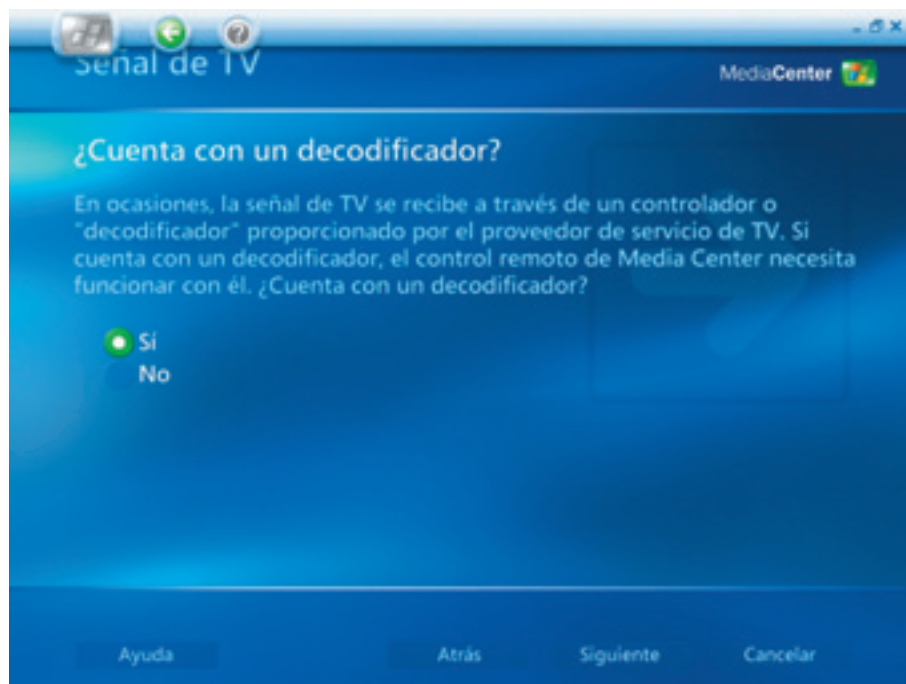 Señal de TV
MediaCenter
¿Cuenta con un decodificador?
En ocasiones, la señal de TV se recibe a través de un controlador o
"decodificador" proporcionado por el proveedor de servicio de TV. Si
cuenta con un decodificador, el control remoto de Media Center necesita
funcionar con él. ¿Cuenta con un decodificador?
Sí
No
Ayuda
Atrás
Siguiente
Cancelar